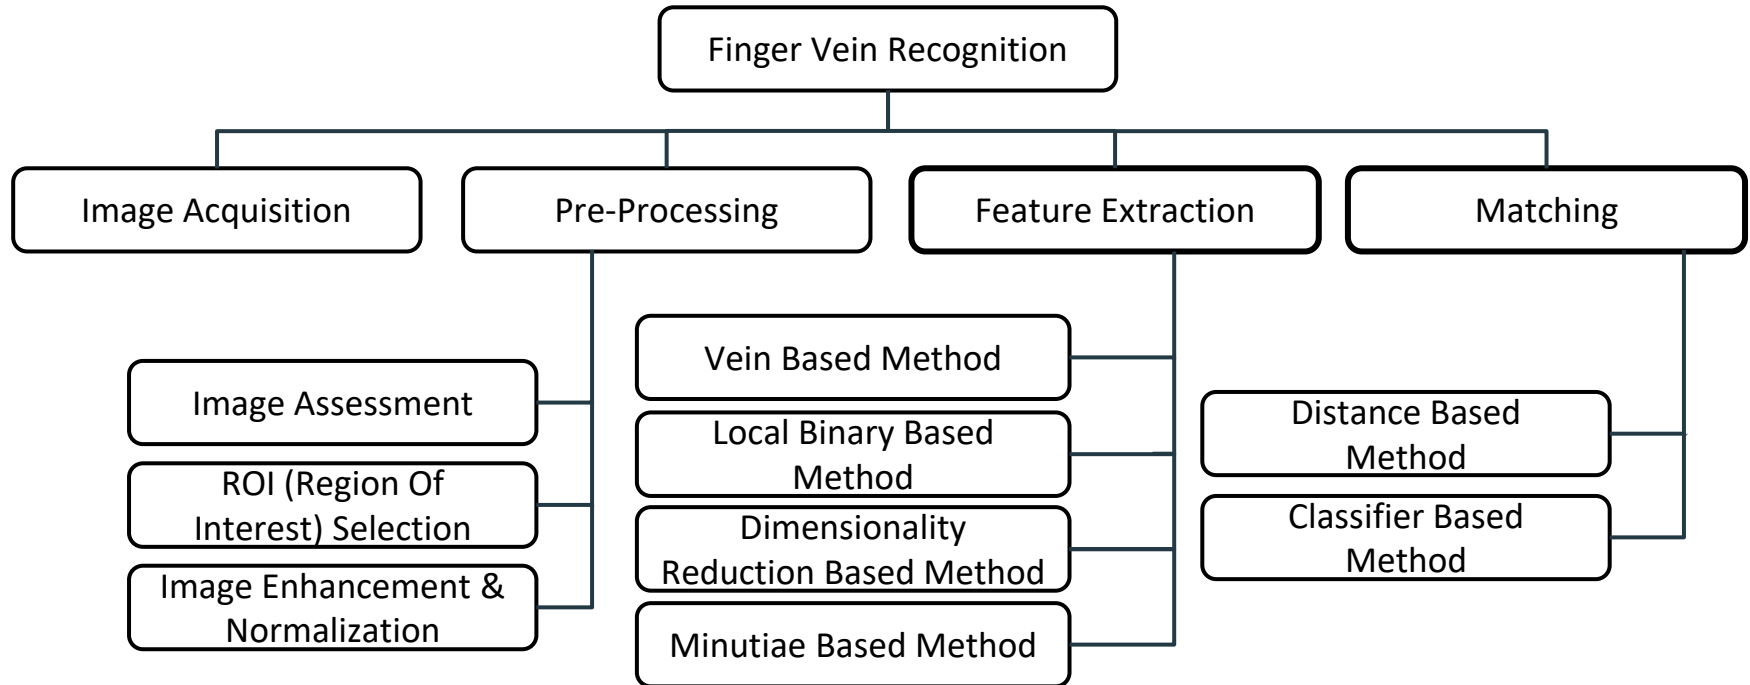 Finger Vein Recognition
Image Acquisition
Pre-Processing
Feature Extraction
Matching
Image Assessment
ROI (Region Of
Interest) Selection
Image Enhancement &
Normalization
Vein Based Method
Local Binary Based
Method
Dimensionality
Reduction Based Method
Minutiae Based Method
Distance Based
Method
Classifier Based
Method